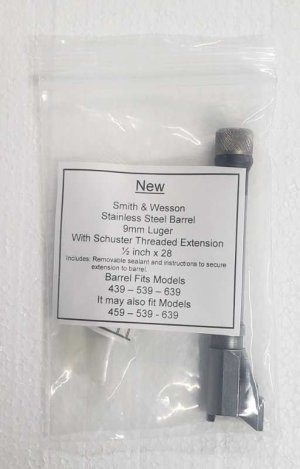 New
Smith & Wesson
Stainless Steel Barrel
9mm Luger
With Schuster Threaded Extension
½ inch x 28
Includes: Removable sealant and instructions to secure
extension to barrel.
Barrel Fits Models
439 – 539 – 639
It may also fit Models
459 – 539 - 639